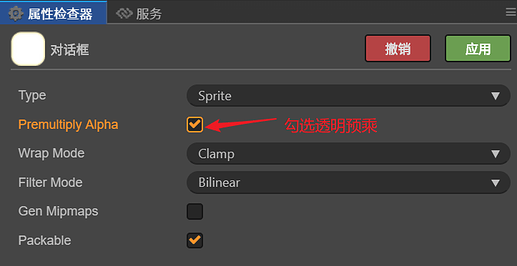 属性检查器 服务
对话框 撤销 应用
Type Sprite
Premultiply Alpha 勾选透明预乘
Wrap Mode Clamp
Filter Mode Bilinear
Gen Mipmaps
Packable